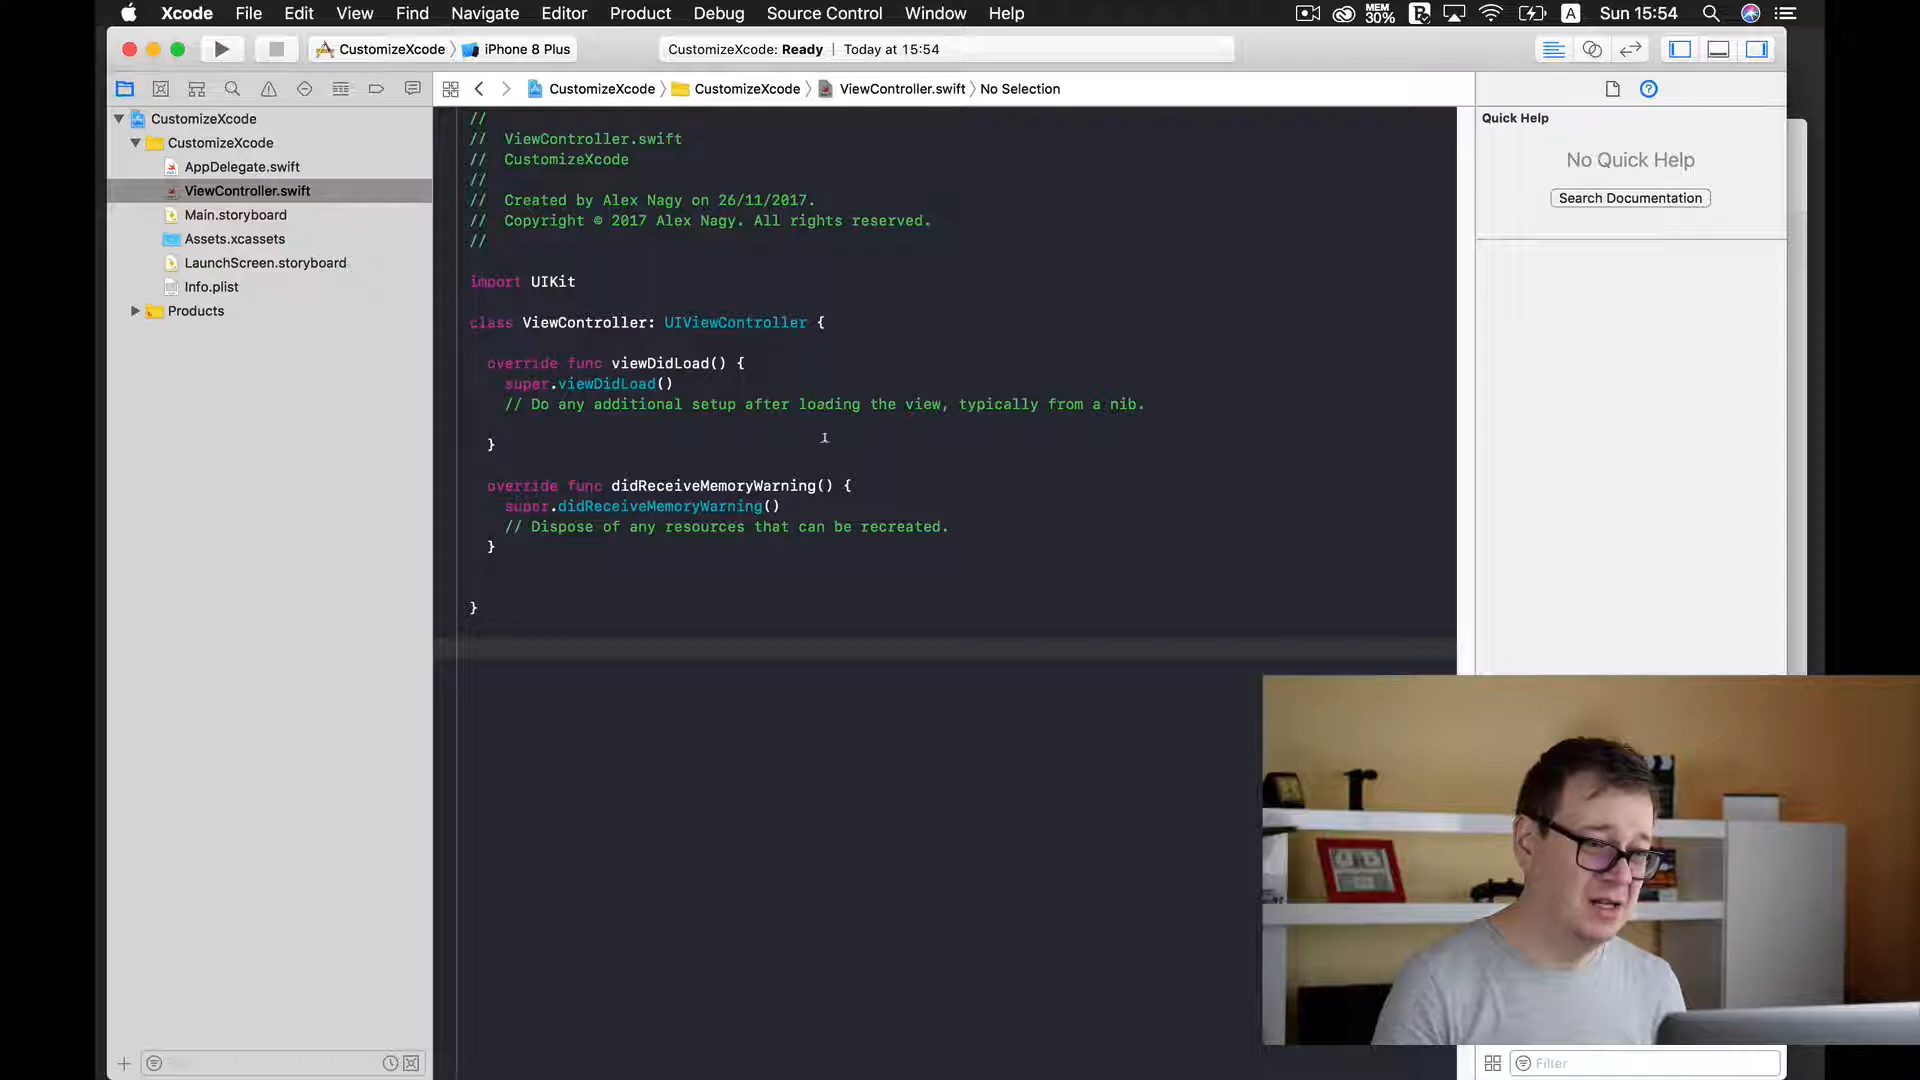 Xcode File Edit View Find Navigate Editor Product Debug Source Control Window Help MEM 30% A Sun 15:54
CustomizeXcode iPhone 8 Plus CustomizeXcode: Ready Today at 15:54
CustomizeXcode CustomizeXcode ViewController.swift No Selection
CustomizeXcode
CustomizeXcode
AppDelegate.swift
ViewController.swift
Main.storyboard
Assets.xcassets
LaunchScreen.storyboard
Info.plist
Products
//
// ViewController.swift
// CustomizeXcode
//
// Created by Alex Nagy on 26/11/2017.
// Copyright © 2017 Alex Nagy. All rights reserved.
//
import UIKit
class ViewController: UIViewController {
override func viewDidLoad() {
super.viewDidLoad()
// Do any additional setup after loading the view, typically from a nib.
}
override func didReceiveMemoryWarning() {
super.didReceiveMemoryWarning()
// Dispose of any resources that can be recreated.
}
}
Quick Help
No Quick Help
Search Documentation
Filter